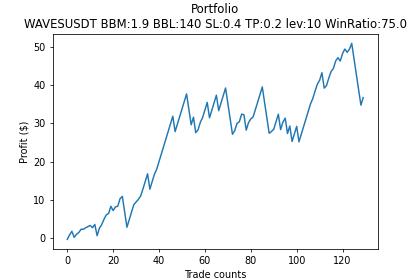 Portfolio
WAVESUSDT BBM:1.9 BBL:140 SL:0.4 TP:0.2 lev:10 WinRatio:75.0
50
40
30
20
10
0
Profit ($)
0 20 40 60 80 100 120
Trade counts